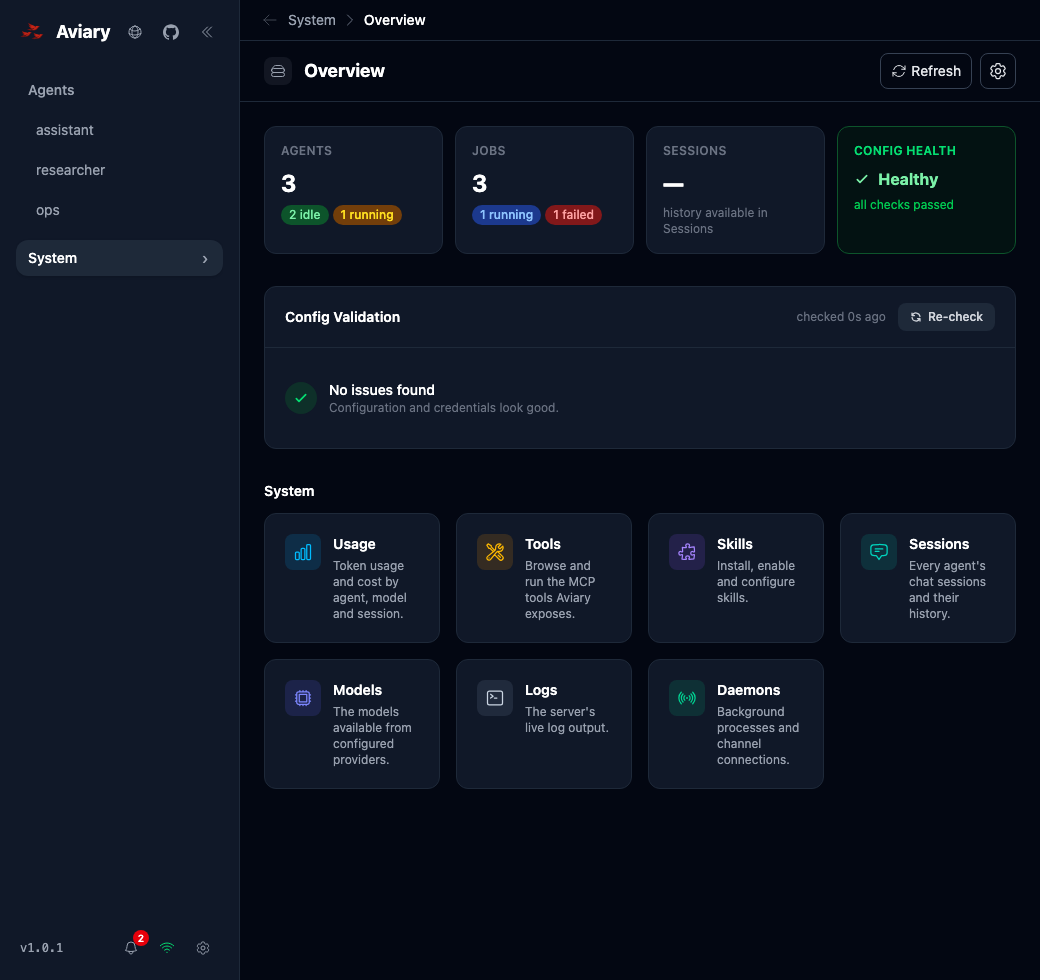 Aviary
Agents
assistant
researcher
ops
System
v1.0.1
2
System
Overview
Overview
Refresh
AGENTS
3
2 idle
1 running
JOBS
3
1 running
1 failed
SESSIONS
—
history available in
Sessions
CONFIG HEALTH
Healthy
all checks passed
Config Validation
checked 0s ago
Re-check
No issues found
Configuration and credentials look good.
System
Usage
Token usage
and cost by
agent, model
and session.
Tools
Browse and
run the MCP
tools Aviary
exposes.
Skills
Install, enable
and configure
skills.
Sessions
Every agent's
chat sessions
and their
history.
Models
The models
available from
configured
providers.
Logs
The server's
live log output.
Daemons
Background
processes and
channel
connections.